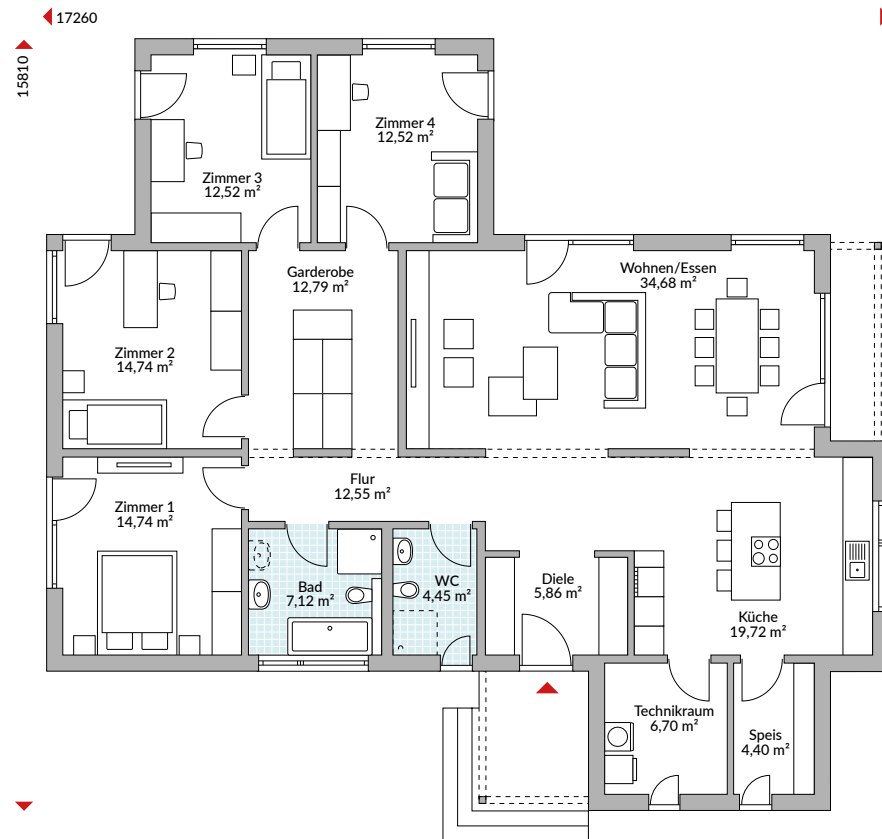 17260
15810
Zimmer 4
12,52 m²
Zimmer 3
12,52 m²
Garderobe
12,79 m²
Wohnen/Essen
34,68 m²
Zimmer 2
14,74 m²
Flur
12,55 m²
Zimmer 1
14,74 m²
Bad
7,12 m²
WC
4,45 m²
Diele
5,86 m²
Küche
19,72 m²
Technikraum
6,70 m²
Speis
4,40 m²